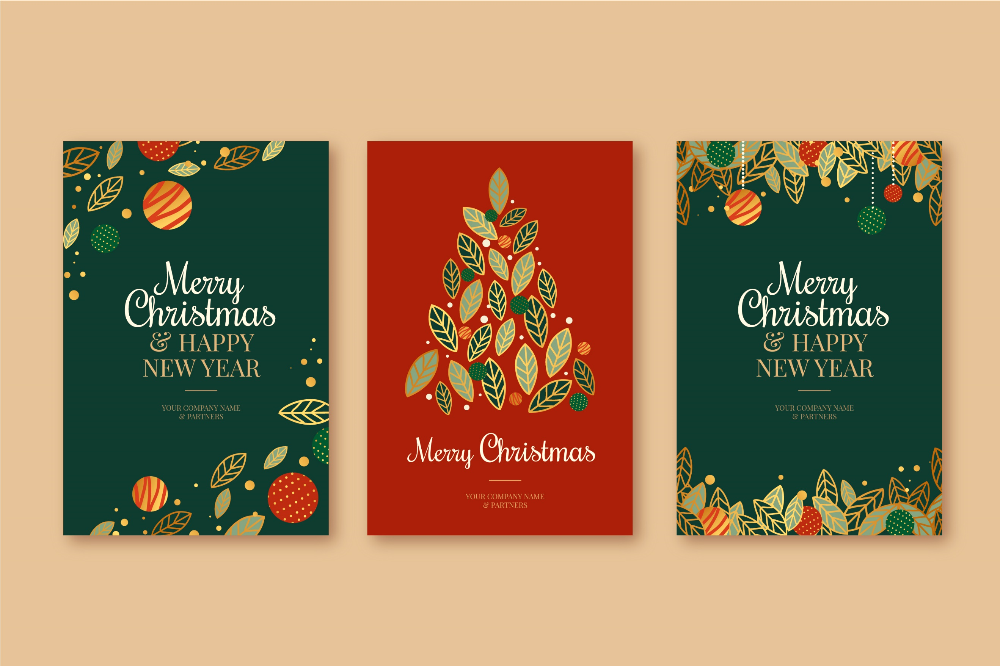 Merry
Christmas
& HAPPY
NEW YEAR
YOUR COMPANY NAME
& PARTNERS
Merry Christmas
YOUR COMPANY NAME
& PARTNERS
Merry
Christmas
& HAPPY
NEW YEAR
YOUR COMPANY NAME
& PARTNERS